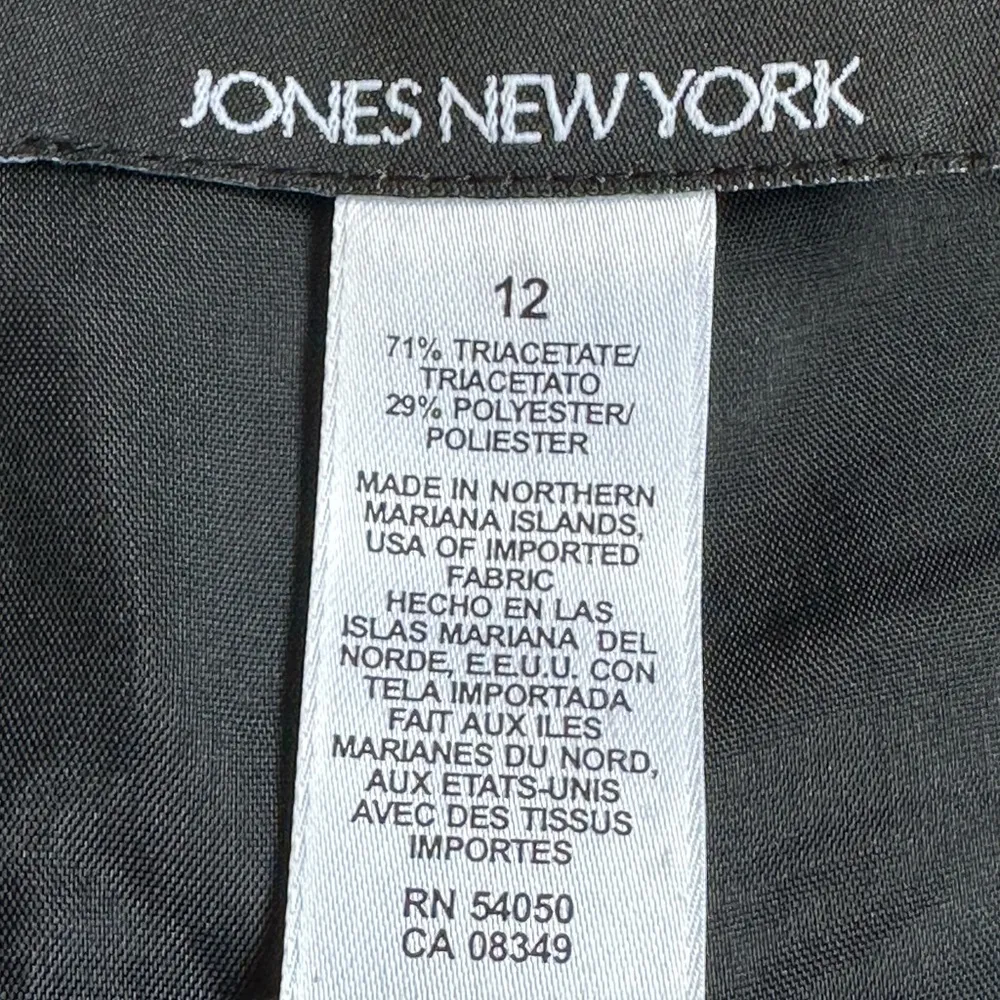 JONES NEW YORK
12
71% TRIACETATE/
TRIACETATO
29% POLYESTER/
POLIESTER
MADE IN NORTHERN
MARIANA ISLANDS,
USA OF IMPORTED
FABRIC
HECHO EN LAS
ISLAS MARIANA DEL
NORDE, E.E.U.U. CON
TELA IMPORTADA
FAIT AUX ILES
MARIANES DU NORD,
AUX ETATS-UNIS
AVEC DES TISSUS
IMPORTES
RN 54050
CA 08349